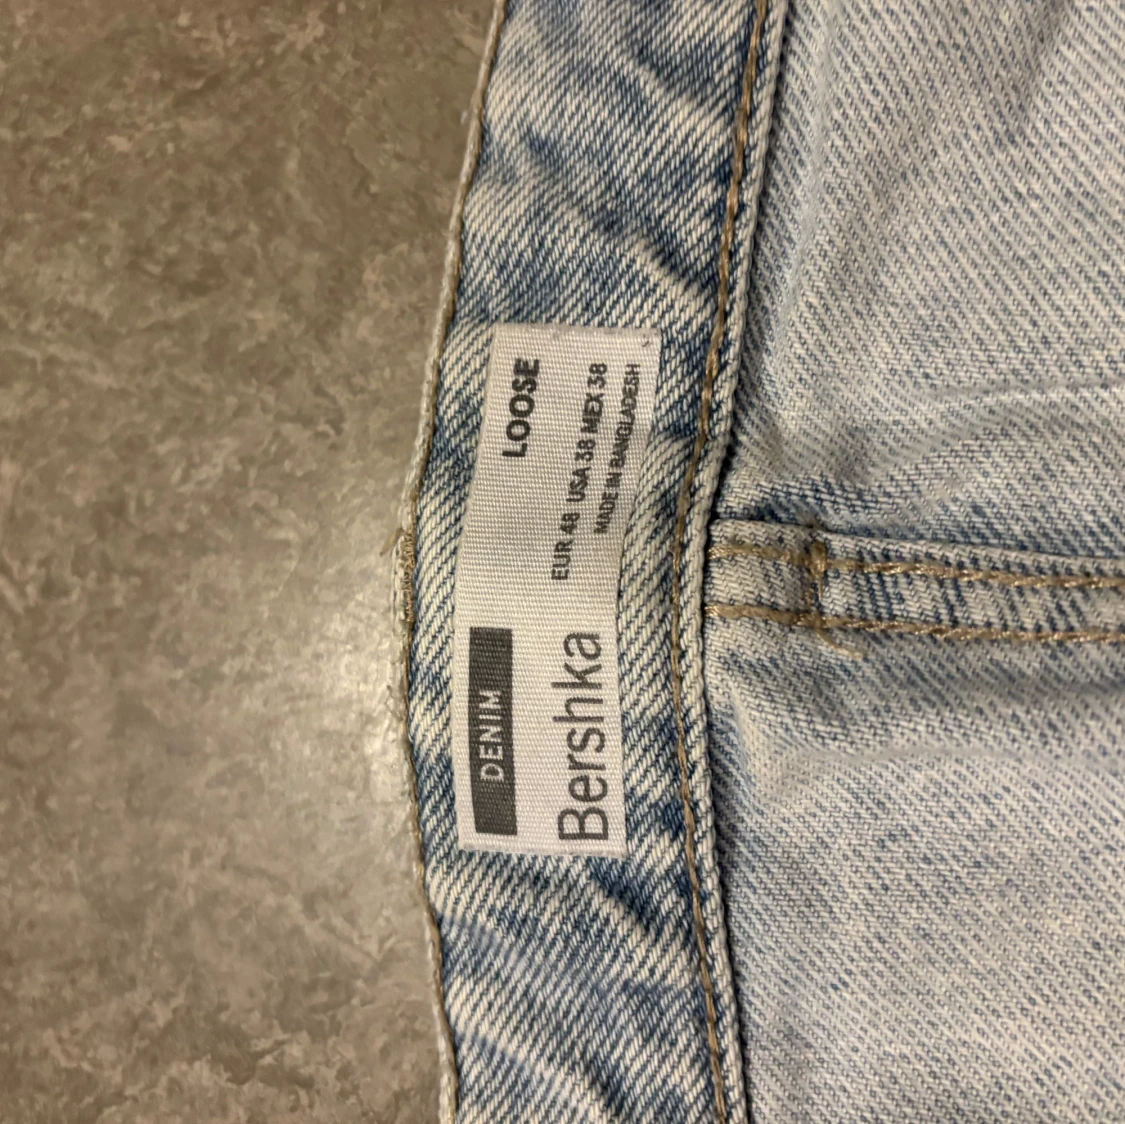 DENIM
LOOSE
Bershka
EUR 48 USA 38 MEX 38
MADE IN BANGLADESH